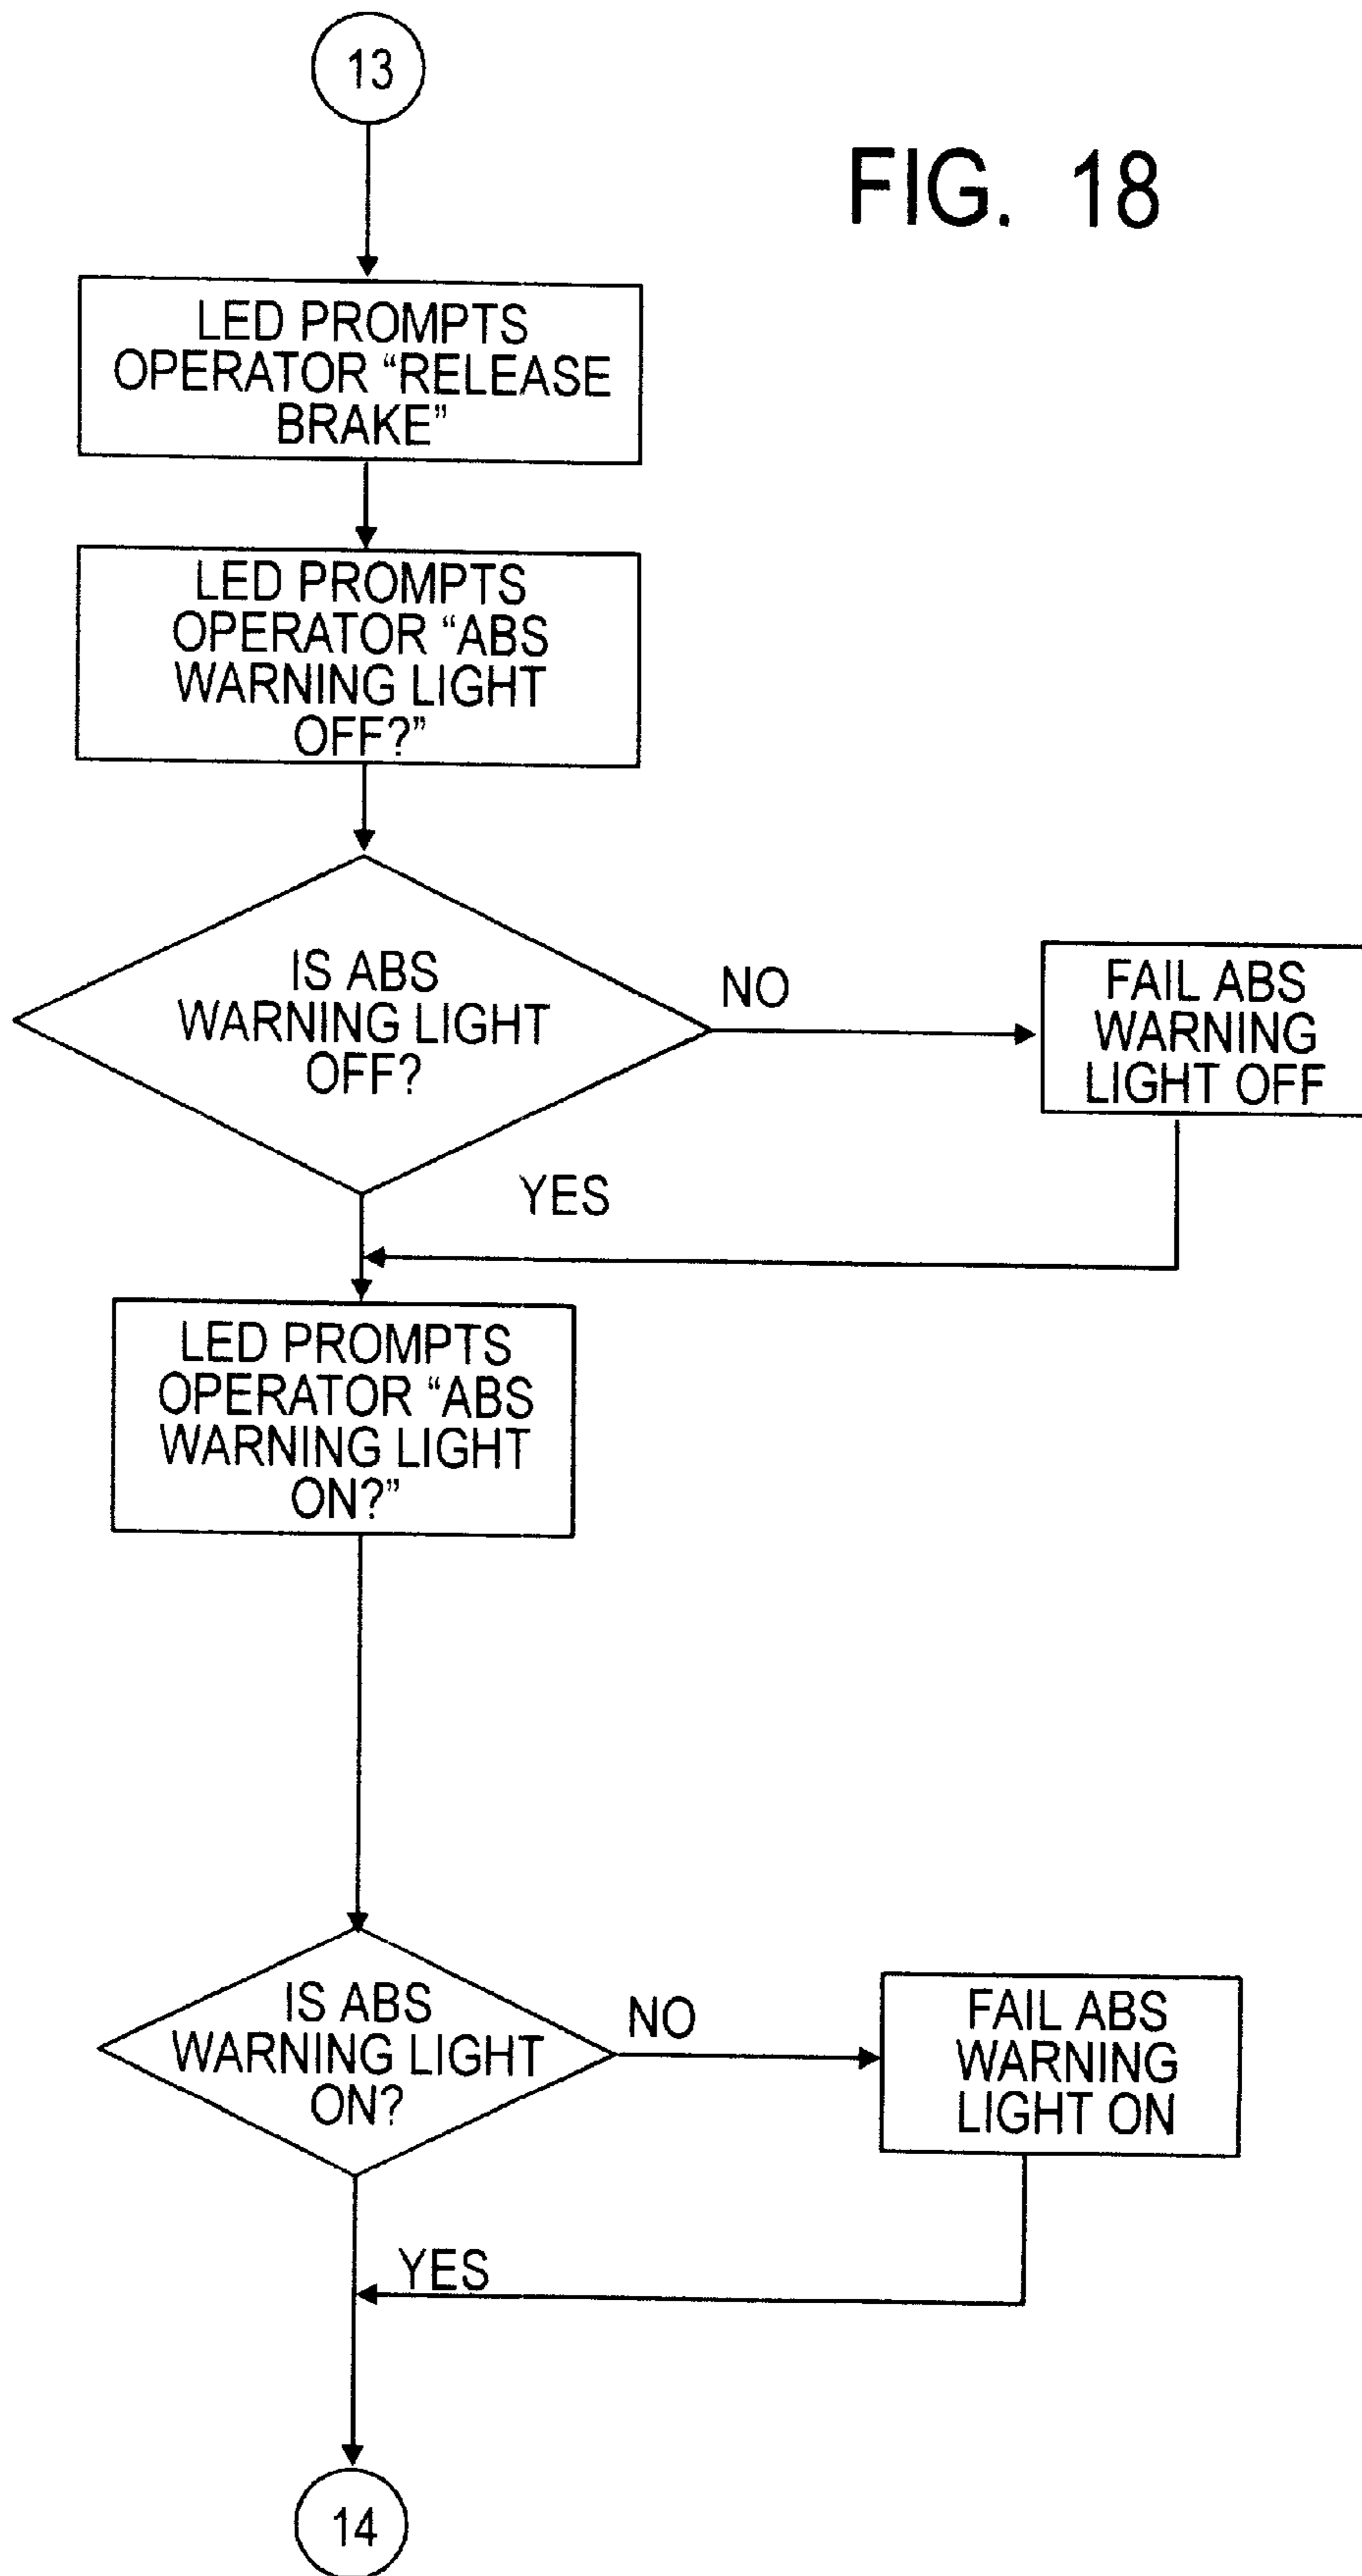 13
FIG. 18
LED PROMPTS
OPERATOR “RELEASE
BRAKE”
LED PROMPTS
OPERATOR “ABS
WARNING LIGHT
OFF?”
IS ABS
WARNING LIGHT
OFF?
NO
FAIL ABS
WARNING
LIGHT OFF
YES
LED PROMPTS
OPERATOR “ABS
WARNING LIGHT
ON?”
IS ABS
WARNING LIGHT
ON?
NO
FAIL ABS
WARNING
LIGHT ON
YES
14